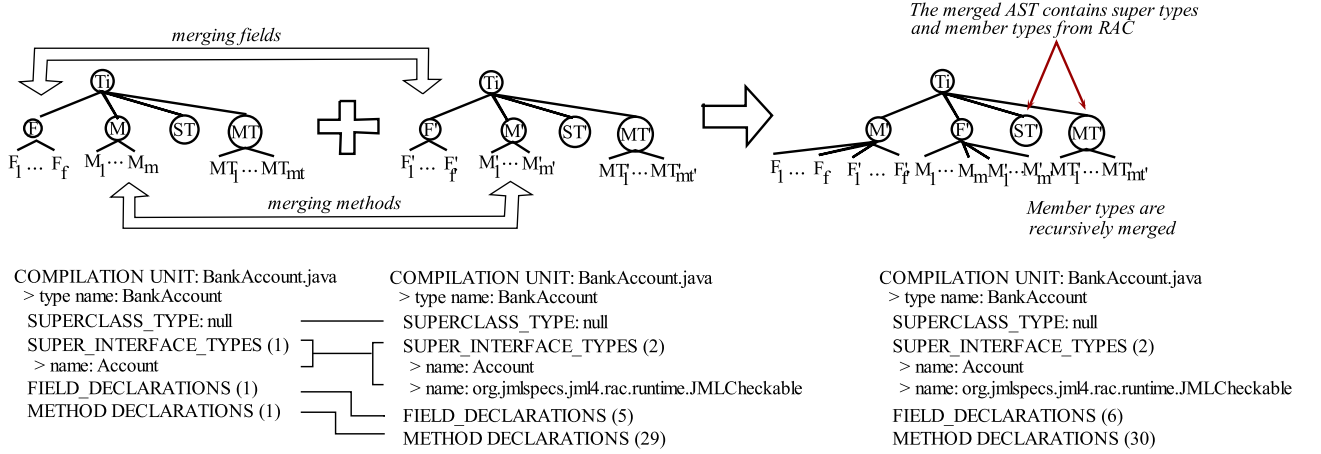 The merged AST contains super types
and member types from RAC
merging fields
Ti Ti Ti
F M ST MT F' M' ST' MT' M' F' ST' MT'
F1 ... Ff M1 ... Mm MT1 ... MTmt F'1 ... F'f' M'1 ... M'm' MT'1 ... MT'mt' F1 ... Ff F'1 ... F'f' M1 ... Mm M'1 ... M'm' MT'1 ... MT'mt'
merging methods
Member types are
recursively merged
COMPILATION UNIT: BankAccount.java
> type name: BankAccount
SUPERCLASS_TYPE: null
SUPER_INTERFACE_TYPES (1)
> name: Account
FIELD_DECLARATIONS (1)
METHOD DECLARATIONS (1)
COMPILATION UNIT: BankAccount.java
> type name: BankAccount
SUPERCLASS_TYPE: null
SUPER_INTERFACE_TYPES (2)
> name: Account
> name: org.jmlspecs.jml4.rac.runtime.JMLCheckable
FIELD_DECLARATIONS (5)
METHOD DECLARATIONS (29)
COMPILATION UNIT: BankAccount.java
> type name: BankAccount
SUPERCLASS_TYPE: null
SUPER_INTERFACE_TYPES (2)
> name: Account
> name: org.jmlspecs.jml4.rac.runtime.JMLCheckable
FIELD_DECLARATIONS (6)
METHOD DECLARATIONS (30)